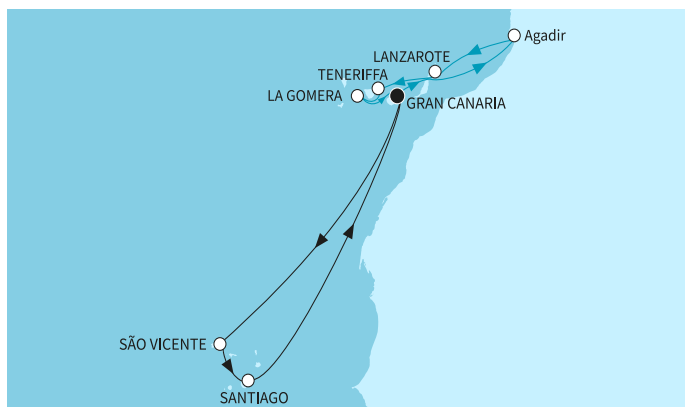 Agadir
LANZAROTE
TENERIFFA
LA GOMERA
GRAN CANARIA
SÃO VICENTE
SANTIAGO